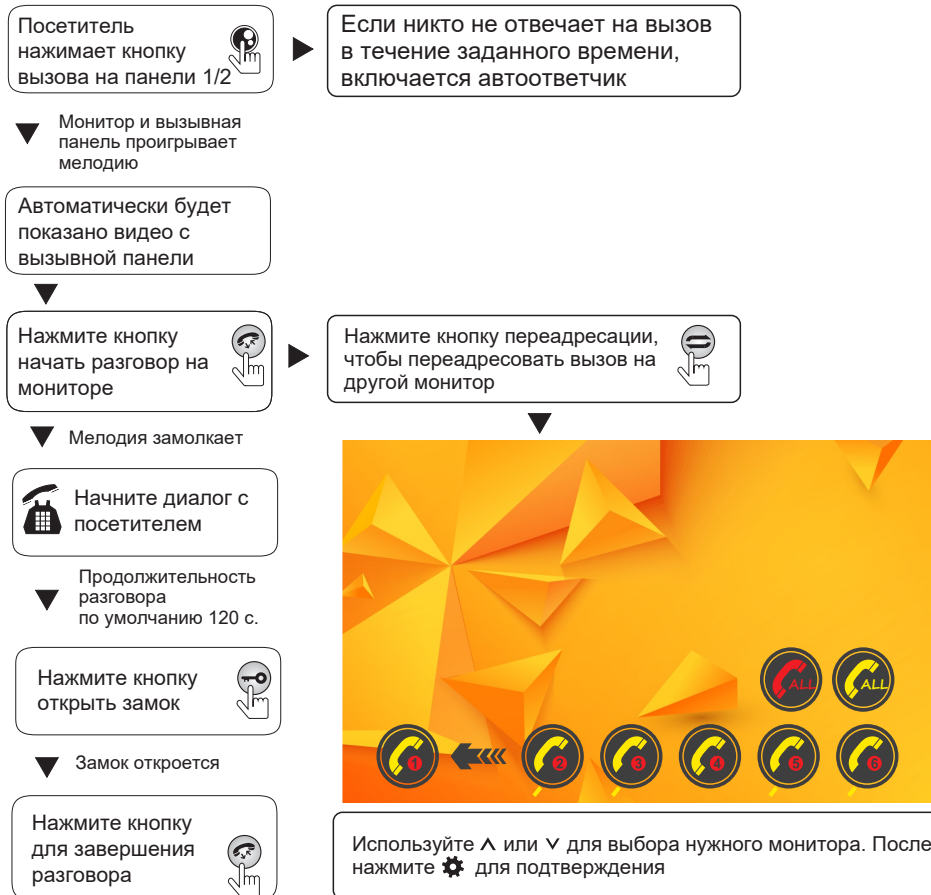 Посетитель
нажимает кнопку
вызова на панели 1/2
Если никто не отвечает на вызов
в течение заданного времени,
включается автоответчик
Монитор и вызывная
панель проигрывает
мелодию
Автоматически будет
показано видео с
вызывной панели
Нажмите кнопку
начать разговор на
мониторе
Нажмите кнопку переадресации,
чтобы переадресовать вызов на
другой монитор
Мелодия замолкает
Начните диалог с
посетителем
Продолжительность
разговора
по умолчанию 120 с.
Нажмите кнопку
открыть замок
Замок откроется
Нажмите кнопку
для завершения
разговора
ALL ALL
1 2 3 4 5 6
Используйте ∧ или ∨ для выбора нужного монитора. После
нажмите для подтверждения